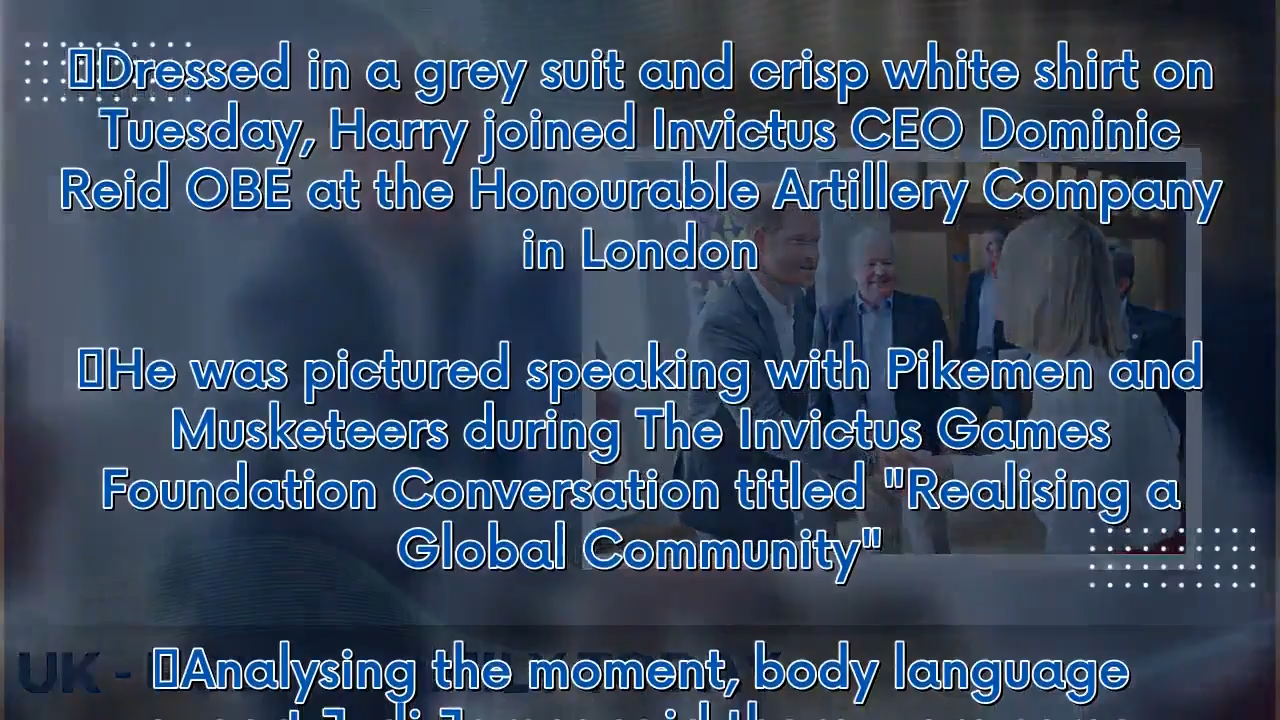 Dressed in a grey suit and crisp white shirt on
Tuesday, Harry joined Invictus CEO Dominic
Reid OBE at the Honourable Artillery Company
in London
He was pictured speaking with Pikemen and
Musketeers during The Invictus Games
Foundation Conversation titled "Realising a
Global Community"
Analysing the moment, body language
UK -